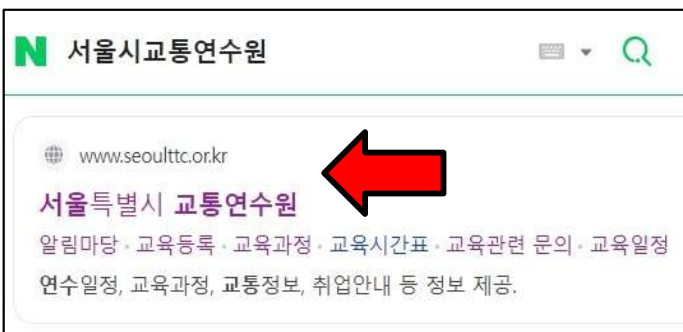 N 서울시교통연수원
www.seoulttc.or.kr
서울특별시 교통연수원
알림마당 · 교육등록 · 교육과정 · 교육시간표 · 교육관련 문의 · 교육일정
연수일정, 교육과정, 교통정보, 취업안내 등 정보 제공.